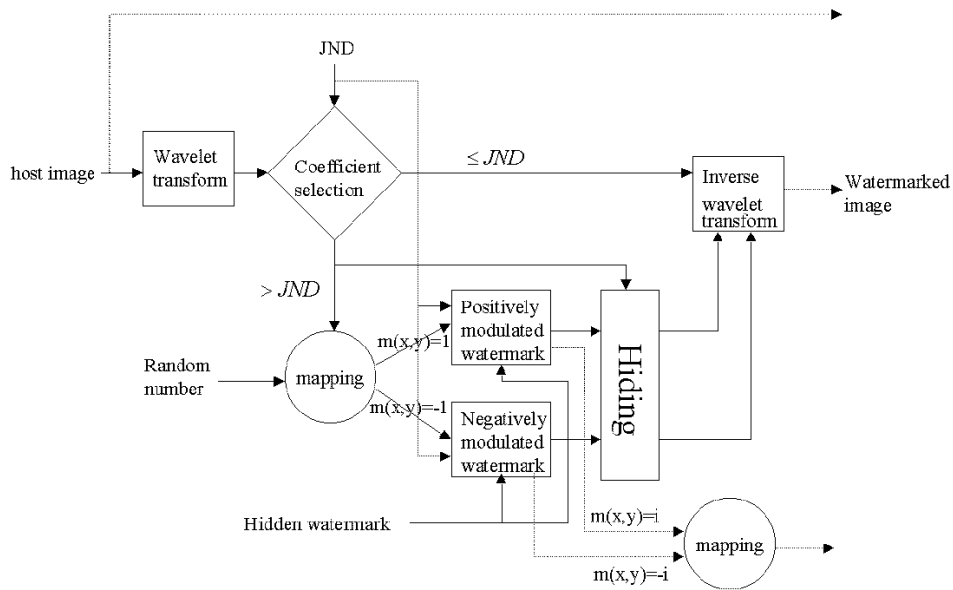 JND
host image
Wavelet
transform
Coefficient
selection
≤ JND
Inverse
wavelet
transform
Watermarked
image
> JND
Random
number
mapping
m(x,y)=1
m(x,y)=-1
Positively
modulated
watermark
Negatively
modulated
watermark
Hiding
Hidden watermark
m(x,y)=i
m(x,y)=-i
mapping